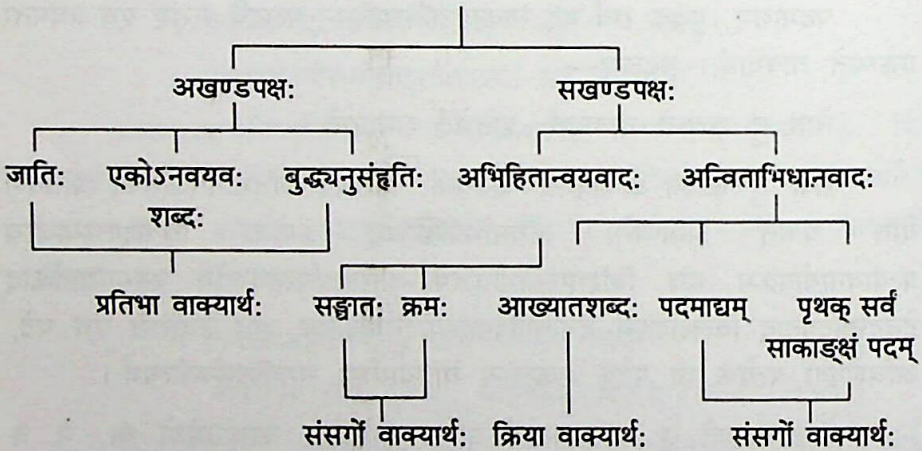 अखण्डपक्षः
सखण्डपक्षः
जातिः
एकोऽनवयवः
शब्दः
बुद्ध्यनुसंहृतिः
अभिहितान्वयवादः
अन्विताभिधानवादः
प्रतिभा वाक्यार्थः
सङ्घातः
क्रमः
आख्यातशब्दः
पदमाद्यम्
पृथक् सर्वं
साकाङ्क्षं पदम्
संसर्गो वाक्यार्थः
क्रिया वाक्यार्थः
संसर्गो वाक्यार्थः